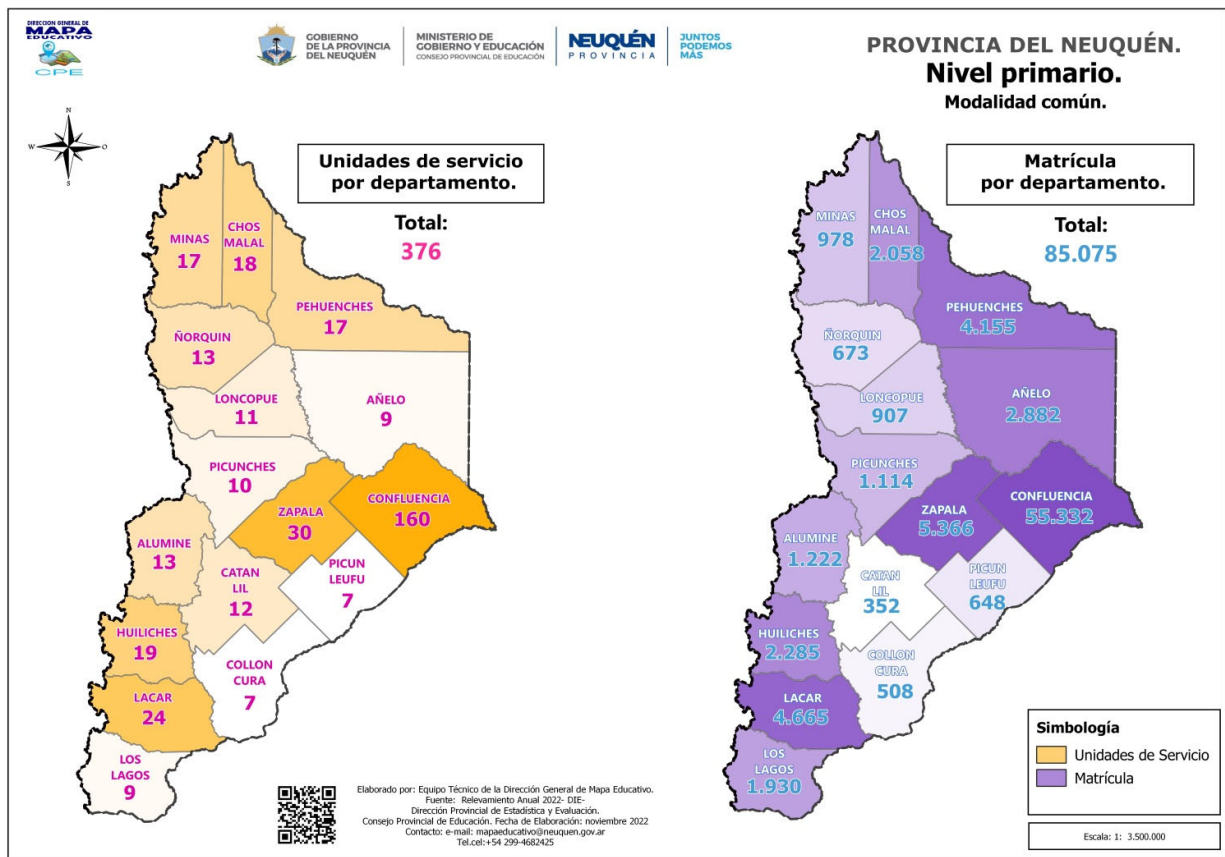 DIRECCION GENERAL DE
MAPA
EDUCATIVO
CPE
GOBIERNO
DE LA PROVINCIA
DEL NEUQUÉN
MINISTERIO DE
GOBIERNO Y EDUCACIÓN
CONSEJO PROVINCIAL DE EDUCACIÓN
NEUQUÉN
PROVINCIA
JUNTOS
PODEMOS
MÁS
PROVINCIA DEL NEUQUÉN.
Nivel primario.
Modalidad común.
N
W
O
S
Unidades de servicio
por departamento.
Total:
376
MINAS
17
CHOS
MALAL
18
PEHUENCHES
17
ÑORQUIN
13
LONCOPUE
11
AÑELO
9
PICUNCHES
10
ZAPALA
30
CONFLUENCIA
160
ALUMINE
13
CATAN
LIL
12
PICUN
LEUFU
7
HUILICHES
19
COLLON
CURA
7
LACAR
24
LOS
LAGOS
9
Matrícula
por departamento.
Total:
85.075
MINAS
978
CHOS
MALAL
2.058
PEHUENCHES
4.155
ÑORQUIN
673
LONCOPUE
907
AÑELO
2.882
PICUNCHES
1.114
ZAPALA
5.366
CONFLUENCIA
55.332
ALUMINE
1.222
CATAN
LIL
352
PICUN
LEUFU
648
HUILICHES
2.285
COLLON
CURA
508
LACAR
4.665
LOS
LAGOS
1.930
Simbología
Unidades de Servicio
Matrícula
Escala: 1: 3.500.000
Elaborado por: Equipo Técnico de la Dirección General de Mapa Educativo.
Fuente: Relevamiento Anual 2022- DIE-
Dirección Provincial de Estadística y Evaluación.
Consejo Provincial de Educación. Fecha de Elaboración: noviembre 2022
Contacto: e-mail: mapaeducativo@neuquen.gov.ar
Tel.cel:+54 299-4682425